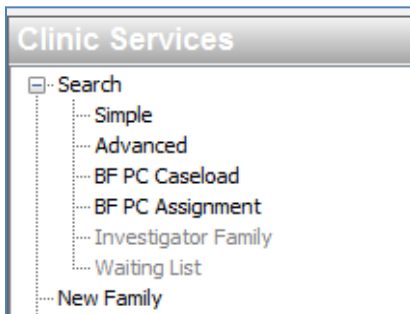 Clinic Services
Search
Simple
Advanced
BF PC Caseload
BF PC Assignment
Investigator Family
Waiting List
New Family